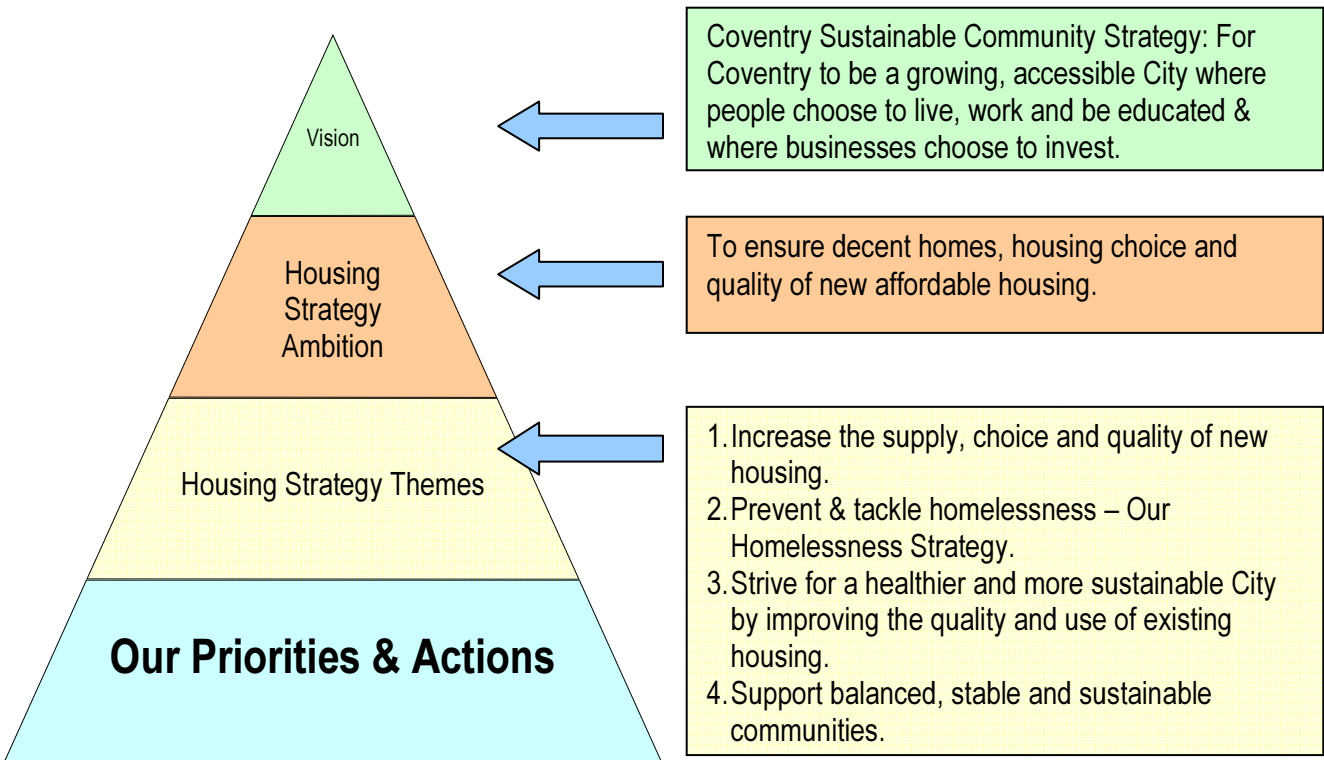 Vision
Coventry Sustainable Community Strategy: For
Coventry to be a growing, accessible City where
people choose to live, work and be educated &
where businesses choose to invest.
Housing
Strategy
Ambition
To ensure decent homes, housing choice and
quality of new affordable housing.
Housing Strategy Themes
1. Increase the supply, choice and quality of new
housing.
2. Prevent & tackle homelessness – Our
Homelessness Strategy.
3. Strive for a healthier and more sustainable City
by improving the quality and use of existing
housing.
4. Support balanced, stable and sustainable
communities.
Our Priorities & Actions